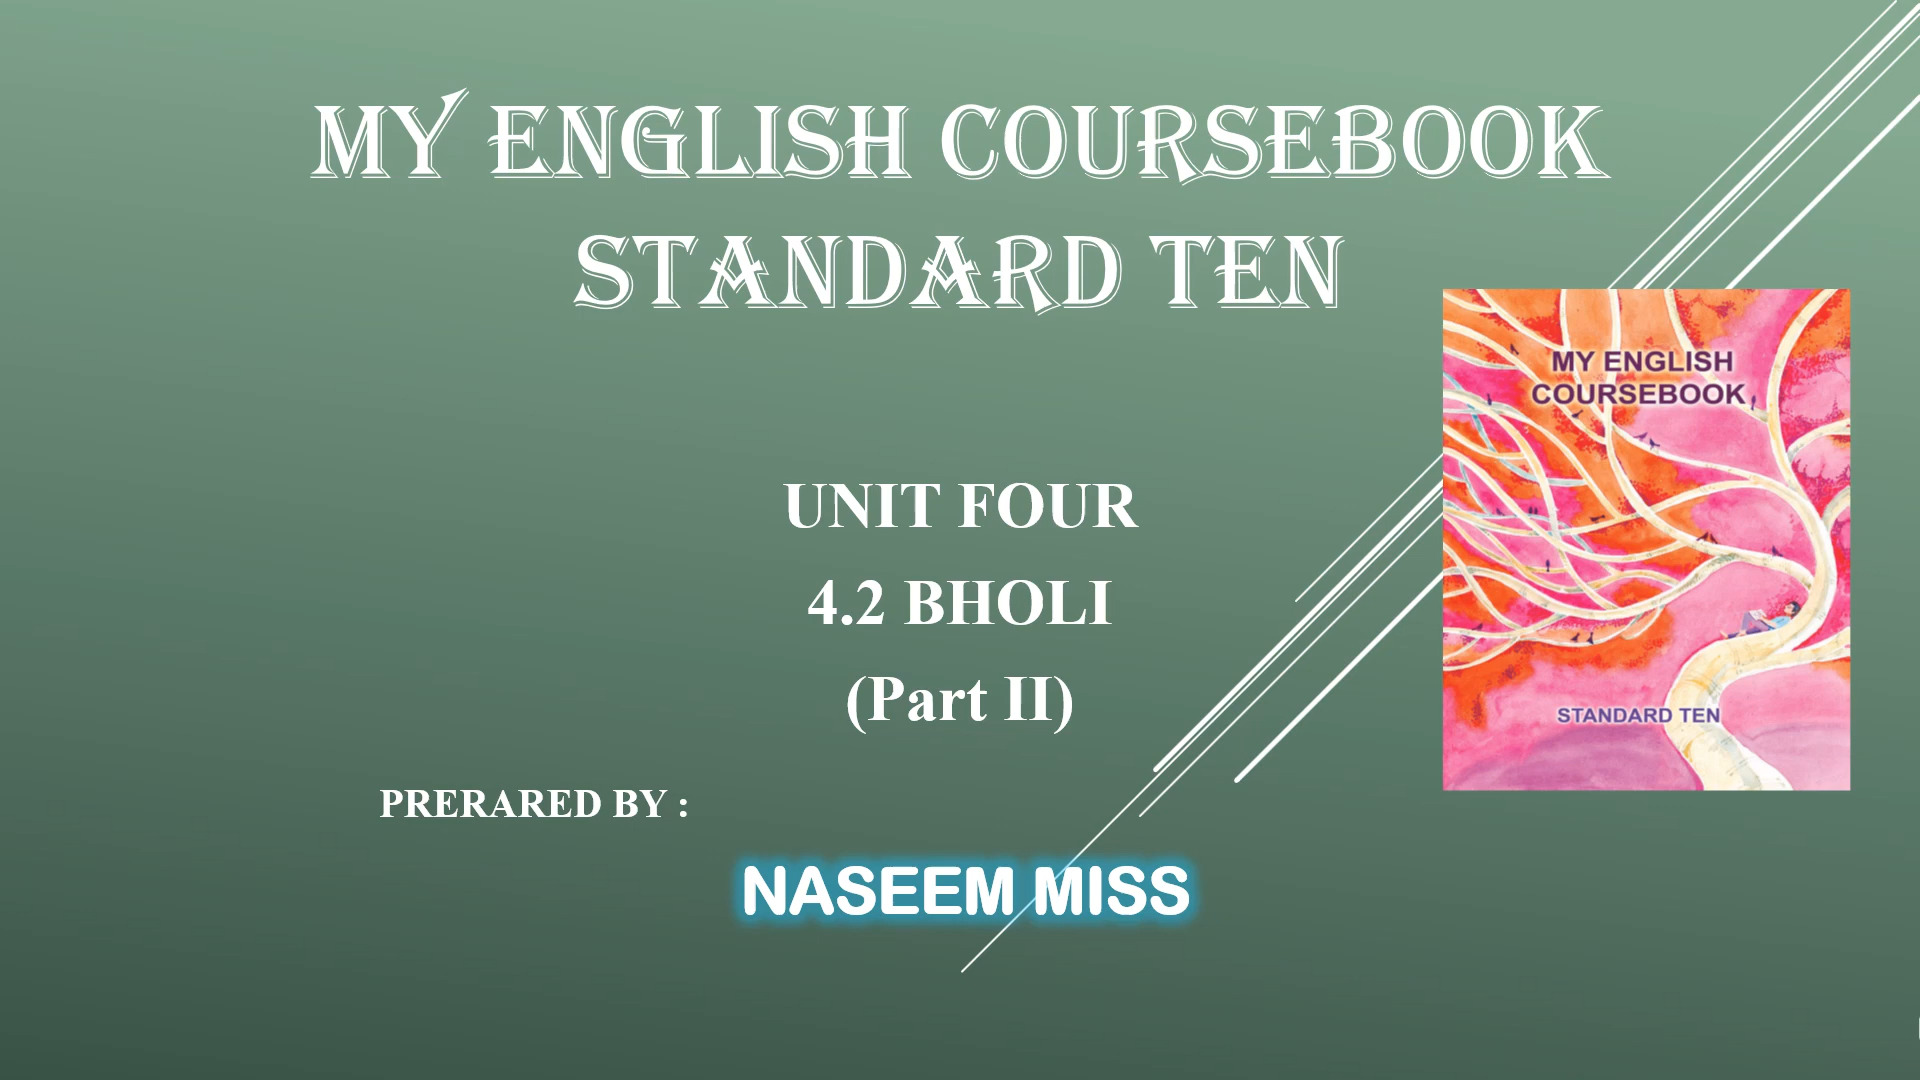 MY ENGLISH COURSEBOOK
STANDARD TEN
MY ENGLISH
COURSEBOOK
UNIT FOUR
4.2 BHOLI
(Part II)
STANDARD TEN
PRERARED BY :
NASEEM MISS